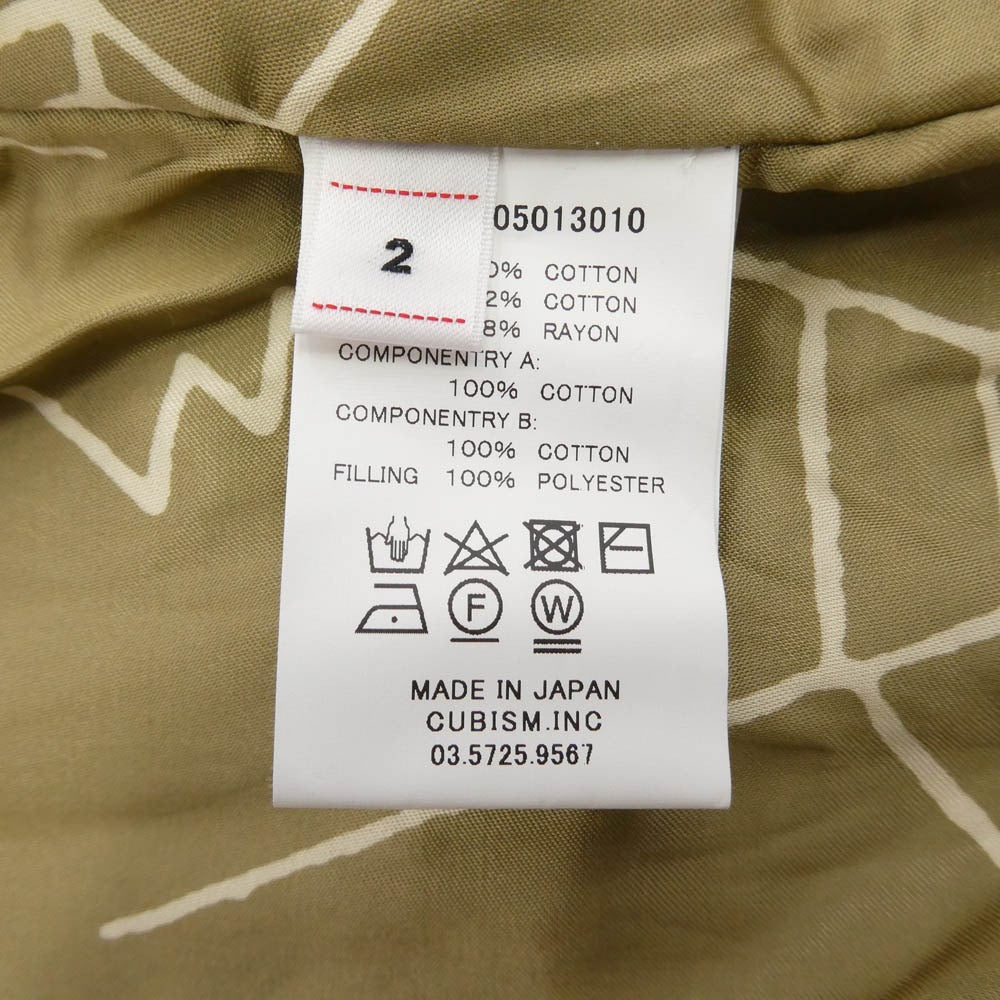 2
05013010
0% COTTON
2% COTTON
8% RAYON
COMPONENTRY A:
100% COTTON
COMPONENTRY B:
100% COTTON
FILLING 100% POLYESTER
F W
MADE IN JAPAN
CUBISM.INC
03.5725.9567